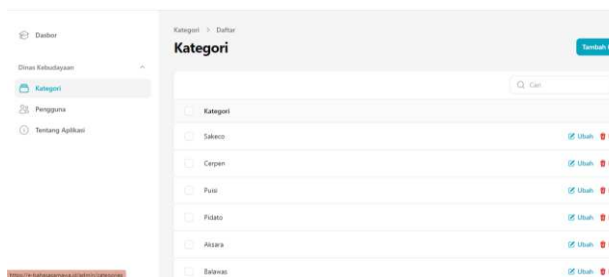 Dasbor
Dinas Kebudayaan
Kategori
Pengguna
Tentang Aplikasi
Kategori > Daftar
Kategori
Tambah
Cari
Kategori
Sakeco
Ubah
Cerpen
Ubah
Puisi
Ubah
Pidato
Ubah
Aksara
Ubah
Balawas
Ubah